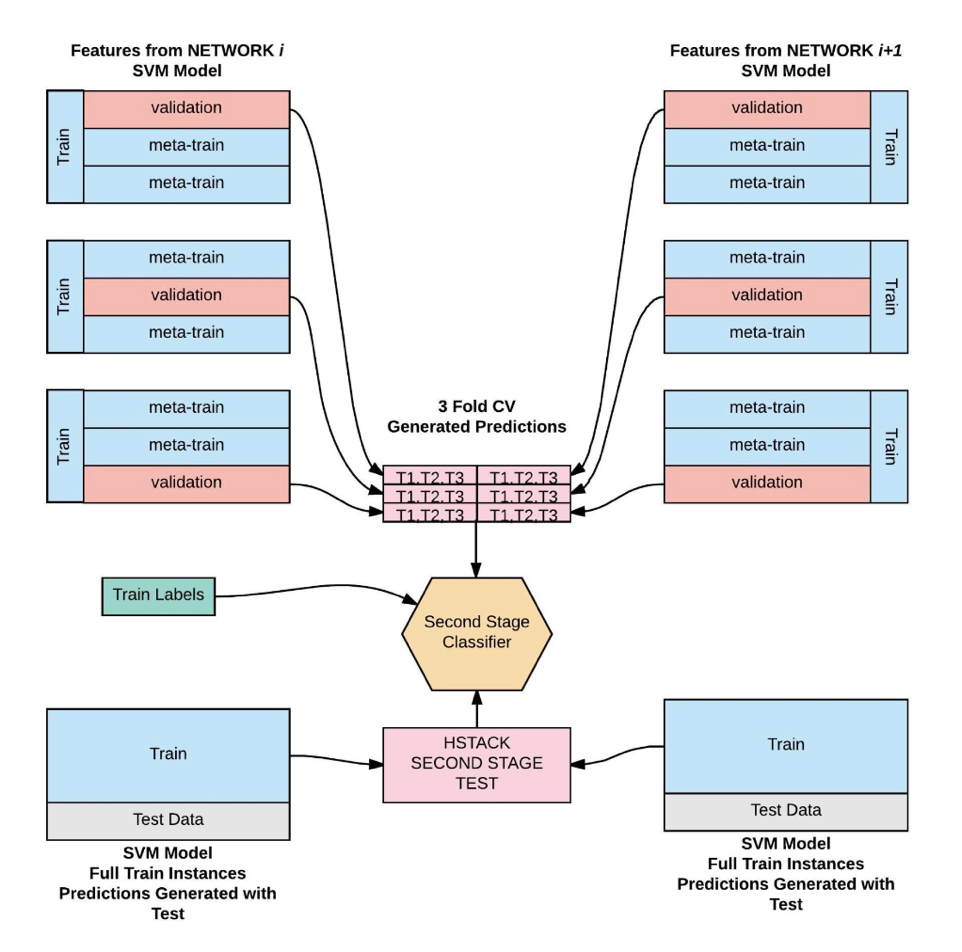 Features from NETWORK i
SVM Model
Train
validation
meta-train
meta-train
Train
meta-train
validation
meta-train
Train
meta-train
meta-train
validation
Features from NETWORK i+1
SVM Model
validation
meta-train
meta-train
Train
meta-train
validation
meta-train
Train
meta-train
meta-train
validation
Train
3 Fold CV
Generated Predictions
T1,T2,T3 T1,T2,T3
T1,T2,T3 T1,T2,T3
T1,T2,T3 T1,T2,T3
Train Labels
Second Stage
Classifier
HSTACK
SECOND STAGE
TEST
Train
Test Data
SVM Model
Full Train Instances
Predictions Generated with
Test
Train
Test Data
SVM Model
Full Train Instances
Predictions Generated with
Test